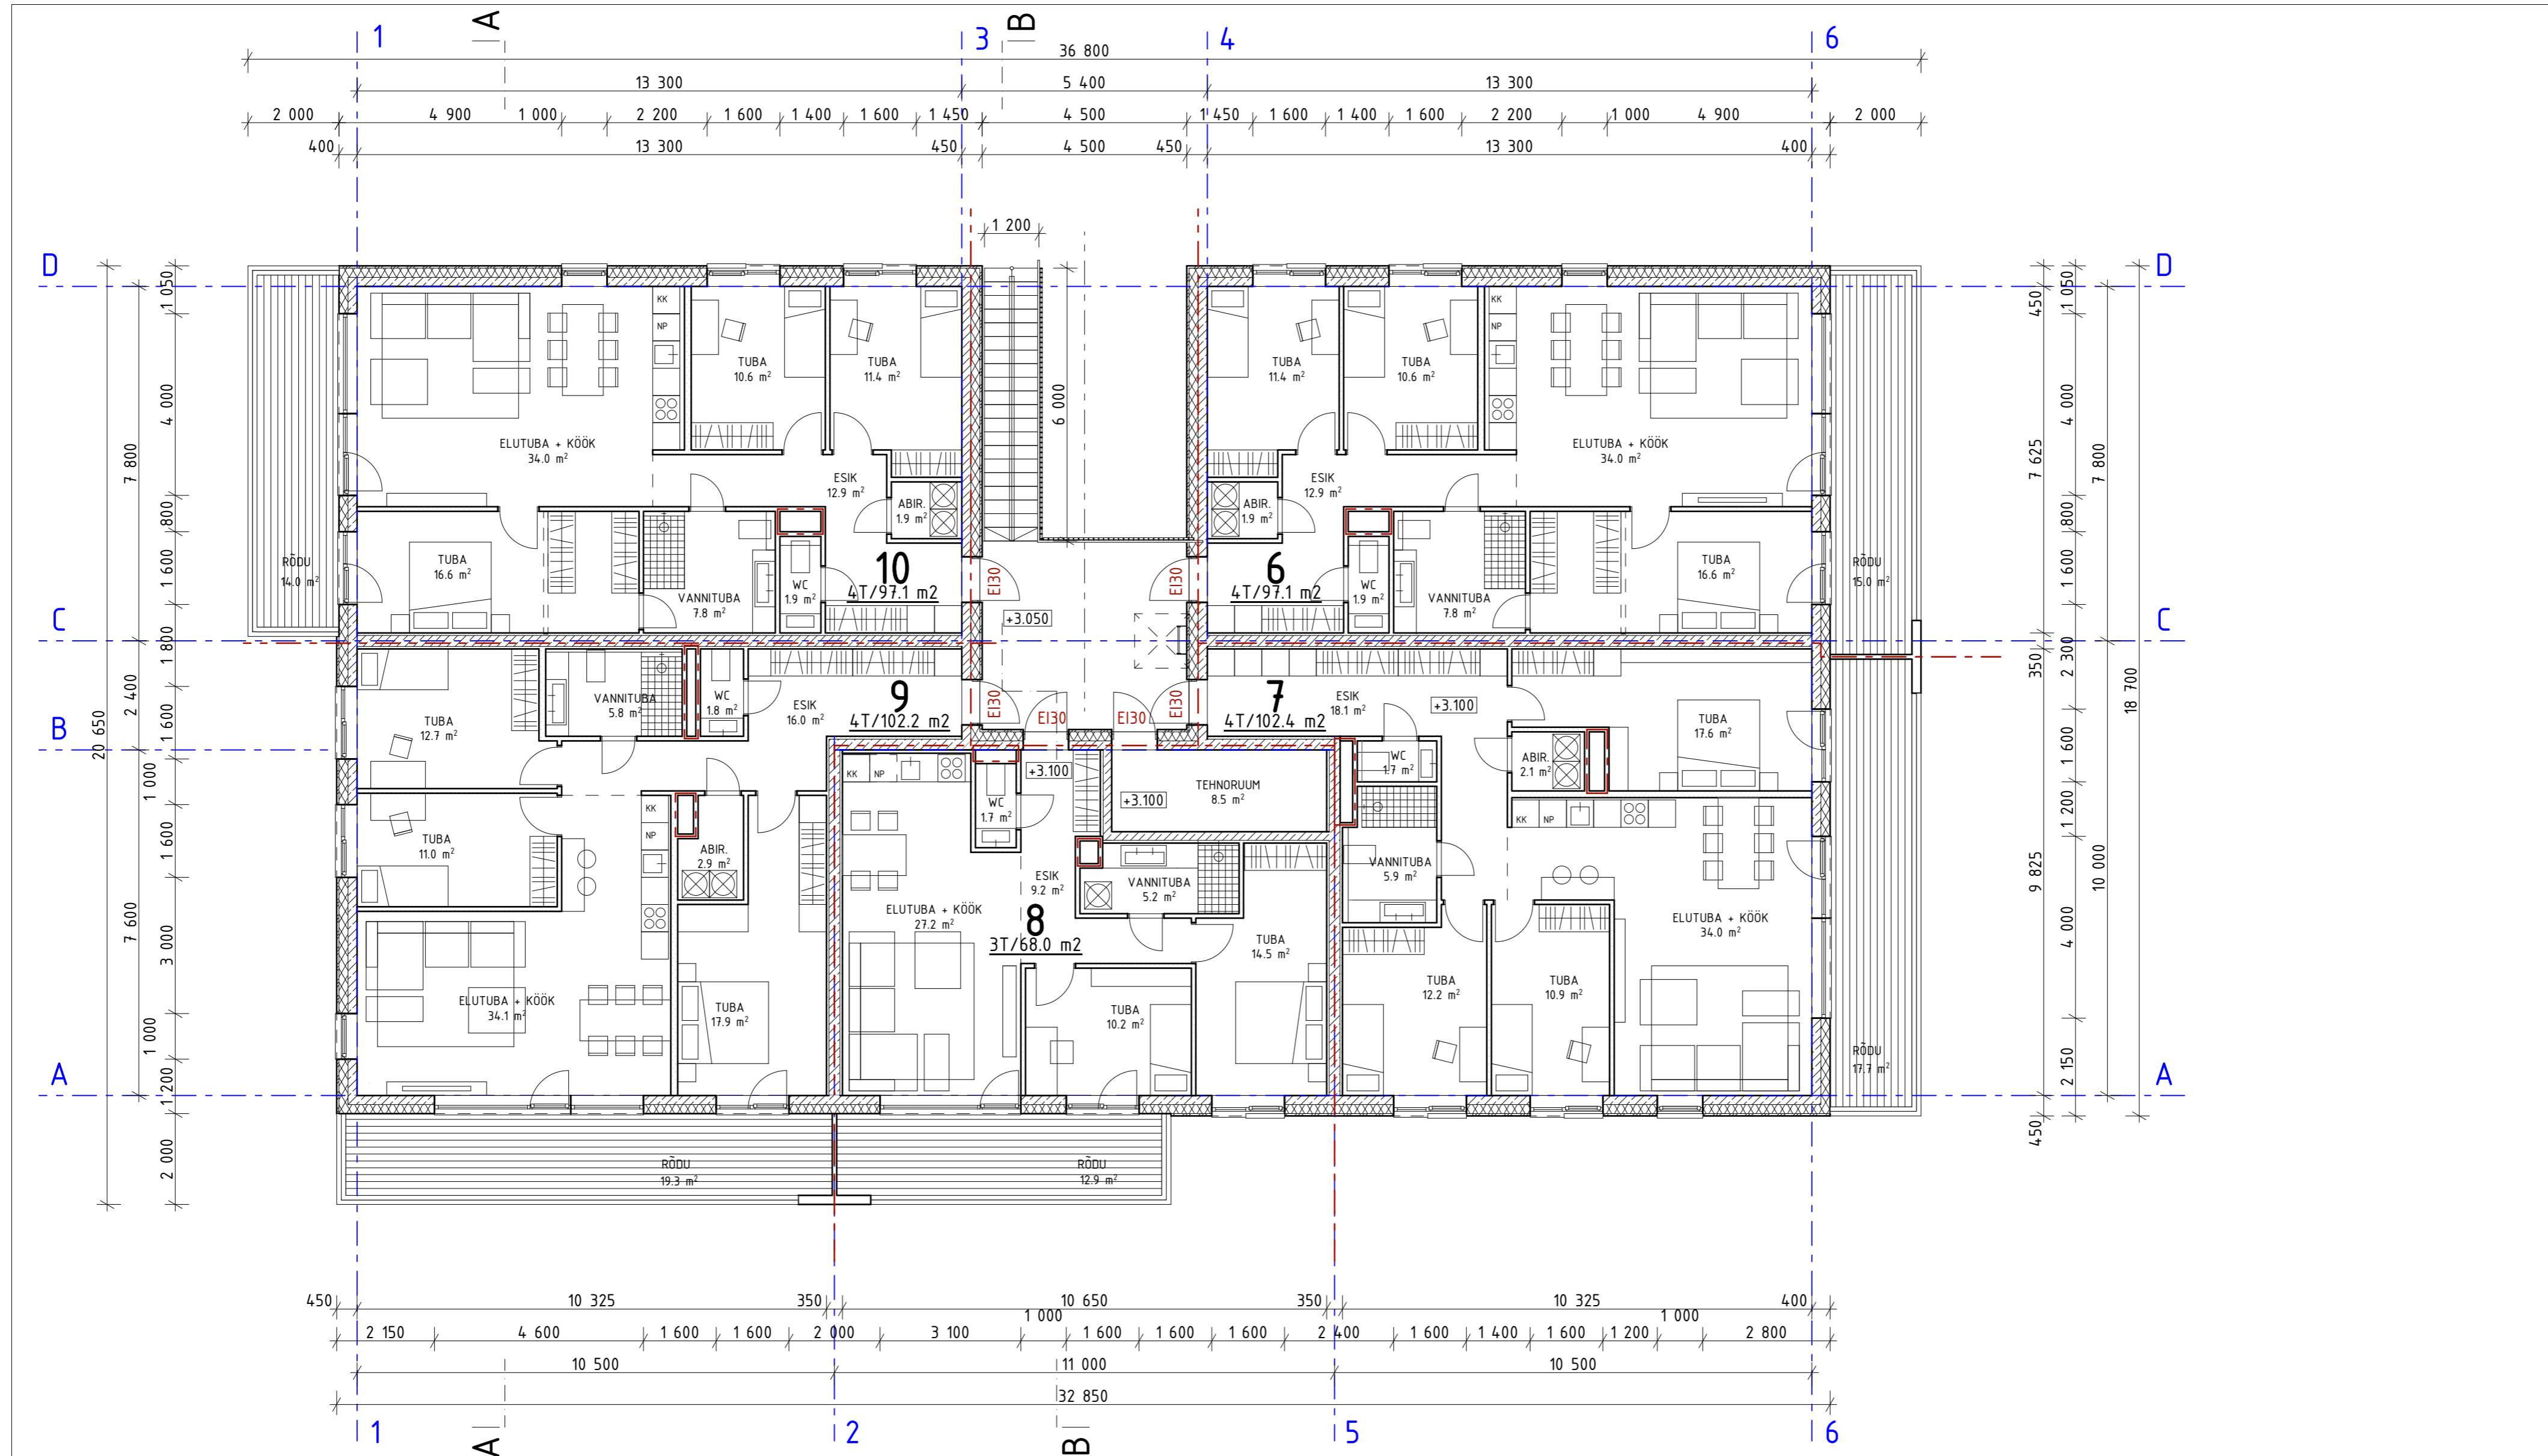 A B
1 3 4 6
36 800
13 300 5 400 13 300
2 000 4 900 1 000 2 200 1 600 1 400 1 600 1 450 4 500 1 450 1 600 1 400 1 600 2 200 1 000 4 900 2 000
400 13 300 450 4 500 450 13 300 400
1 200
6 000
D D
C C
B
A A
20 650
7 800 2 400 1 000 7 600 1 000
1 050 4 000 800 1 600 1 800 1 600 1 600 3 000 1 200 2 000
450 7 625 350 9 825 450
1 050 4 000 800 1 600 2 300 1 600 1 200 4 000 2 150
7 800 10 000
18 700
KK
NP
ELUTUBA + KÖÖK
34.0 m²
TUBA
10.6 m²
TUBA
11.4 m²
ESIK
12.9 m²
ABIR.
1.9 m²
RÕDU
14.0 m²
TUBA
16.6 m²
VANNITUBA
7.8 m²
WC
1.9 m²
10
4T/97.1 m2
EI30
+3.050
TUBA
11.4 m²
TUBA
10.6 m²
KK
NP
ELUTUBA + KÖÖK
34.0 m²
ABIR.
1.9 m²
ESIK
12.9 m²
6
4T/97.1 m2
EI30
WC
1.9 m²
VANNITUBA
7.8 m²
TUBA
16.6 m²
RÕDU
15.0 m²
TUBA
12.7 m²
VANNITUBA
5.8 m²
WC
1.8 m²
ESIK
16.0 m²
9
4T/102.2 m2
EI30
EI30
TUBA
11.0 m²
KK
NP
ABIR.
2.9 m²
ELUTUBA + KÖÖK
34.1 m²
TUBA
17.9 m²
RÕDU
19.3 m²
KK NP
WC
1.7 m²
+3.100
ESIK
9.2 m²
VANNITUBA
5.2 m²
ELUTUBA + KÖÖK
27.2 m²
8
3T/68.0 m2
TUBA
14.5 m²
TUBA
10.2 m²
RÕDU
12.9 m²
+3.100
TEHNORUUM
8.5 m²
EI30
EI30
7
4T/102.4 m2
ESIK
18.1 m²
+3.100
TUBA
17.6 m²
WC
1.7 m²
ABIR.
2.1 m²
VANNITUBA
5.9 m²
KK NP
ELUTUBA + KÖÖK
34.0 m²
TUBA
12.2 m²
TUBA
10.9 m²
RÕDU
17.7 m²
450 10 325 350 10 650 350 10 325 400
2 150 4 600 1 600 1 600 2 000 3 100 1 000 1 600 1 600 1 600 2 400 1 600 1 400 1 600 1 200 1 000 2 800
10 500 11 000 10 500
32 850
1 2 5 6
A B